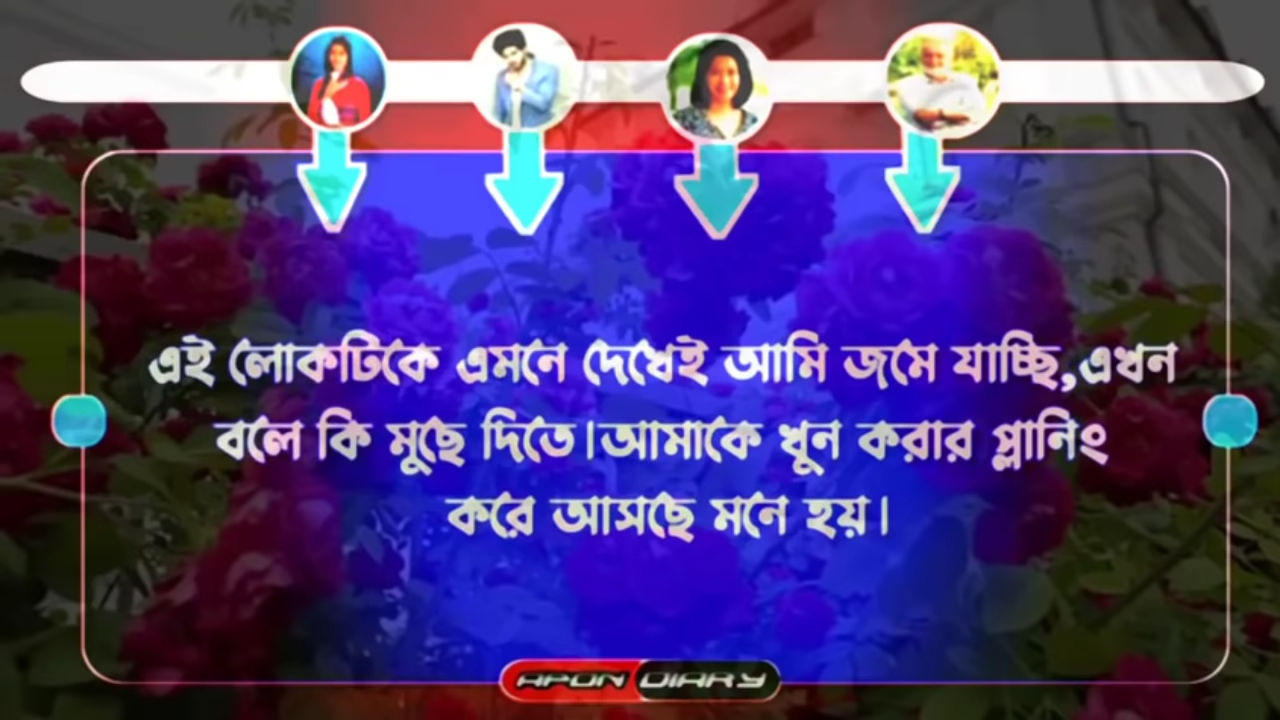 এই লোকটিকে এমনে দেখেই আমি জমে যাচ্ছি,এখন
বলে কি মুছে দিতে।আমাকে খুন করার প্লানিং
করে আসছে মনে হয়।
APON DIARY